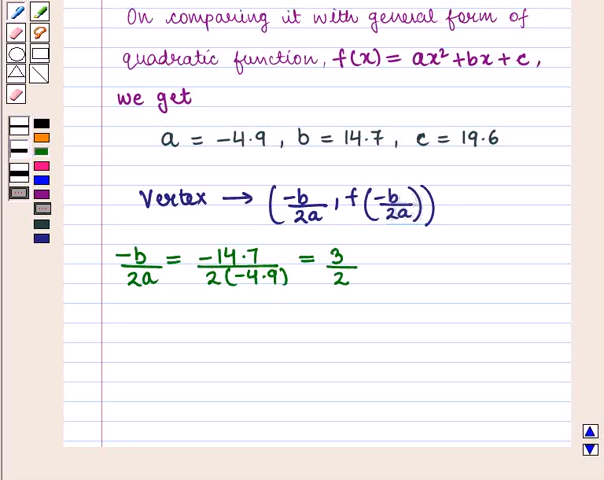 On comparing it with general form of
quadratic function, f(x) = ax² + bx + c,
we get
a = -4·9 , b = 14·7 , c = 19·6
Vertex → (-b/2a , f(-b/2a))
-b/2a = -14·7/2(-4·9) = 3/2